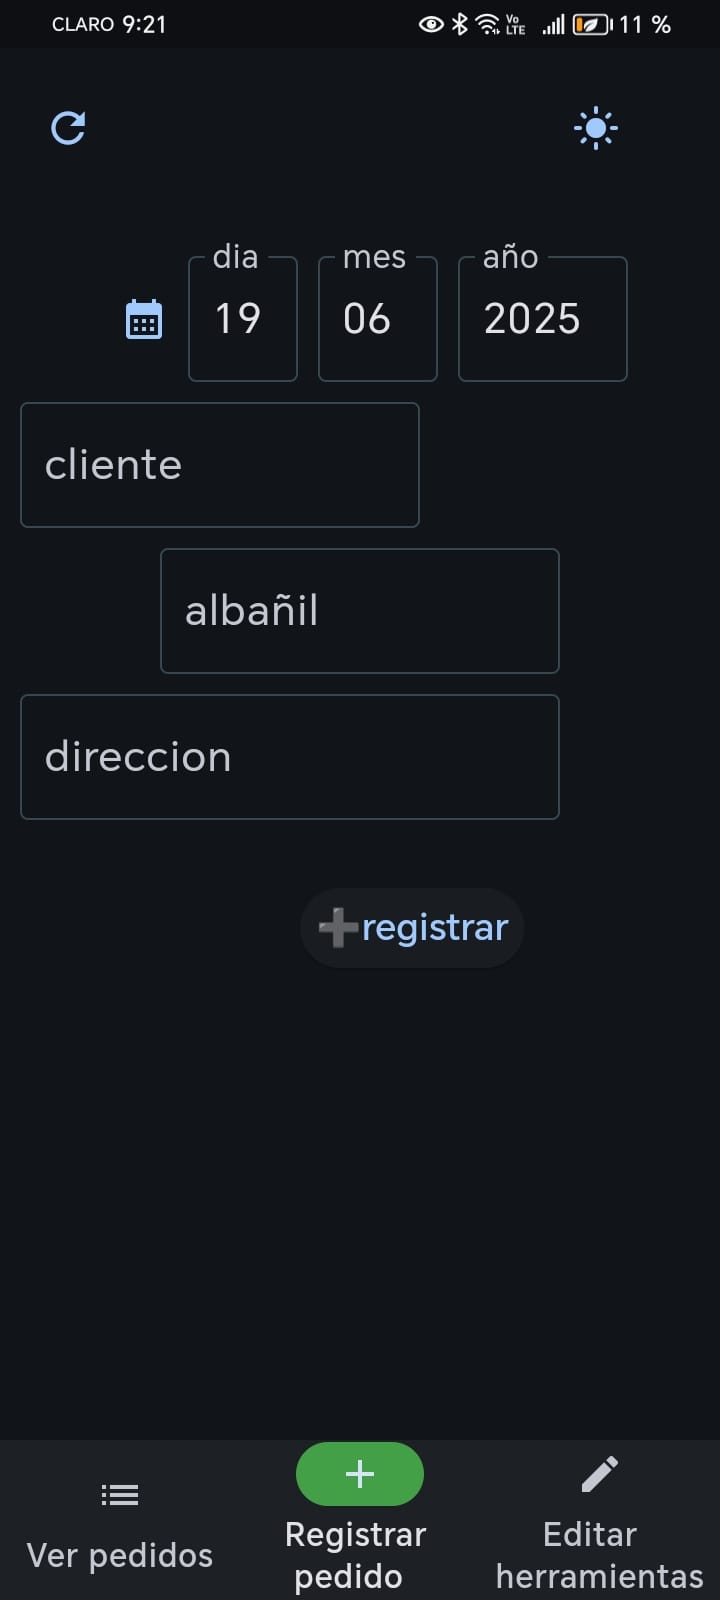 CLARO 9:21 Vo LTE 11 %
dia mes año
19 06 2025
cliente
albañil
direccion
➕registrar
Ver pedidos
Registrar pedido
Editar herramientas